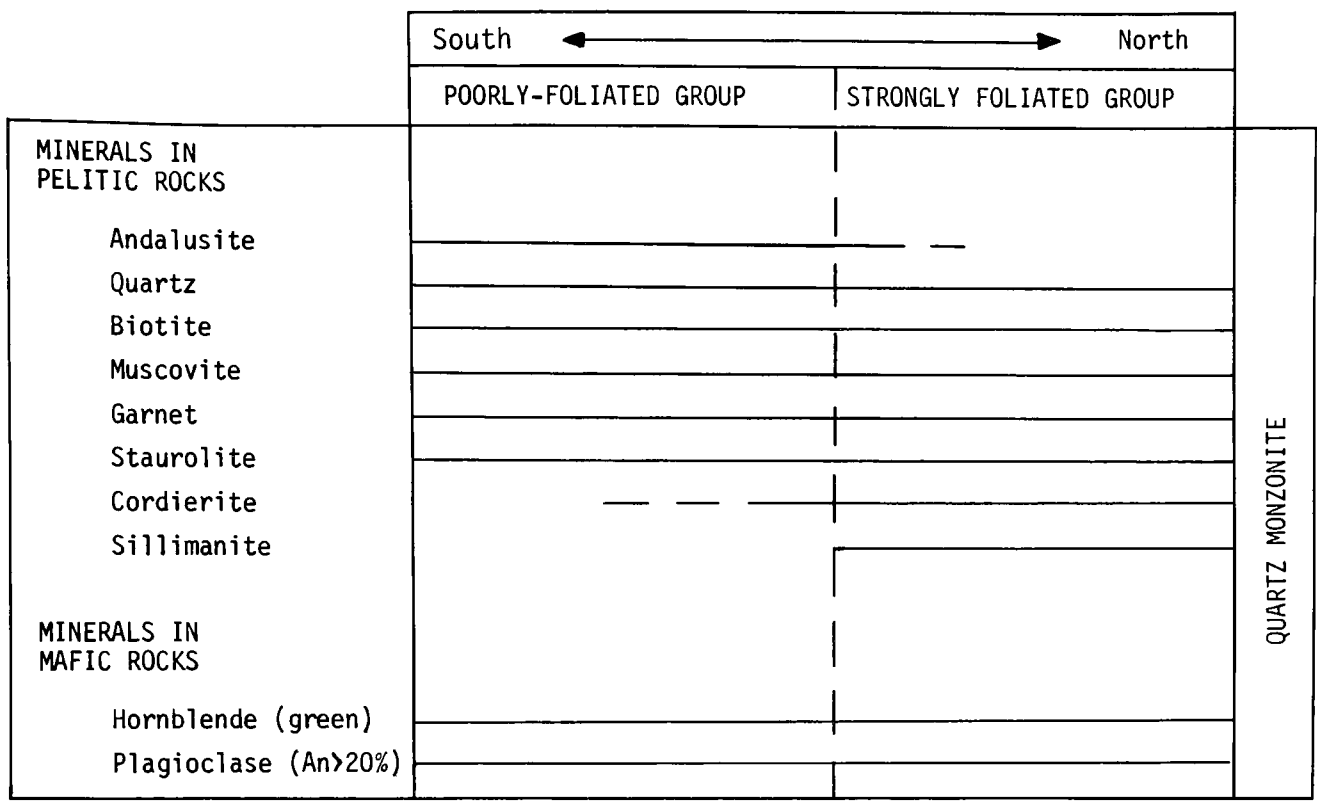 South North
POORLY-FOLIATED GROUP STRONGLY FOLIATED GROUP
MINERALS IN
PELITIC ROCKS
Andalusite
Quartz
Biotite
Muscovite
Garnet
Staurolite
Cordierite
Sillimanite
MINERALS IN
MAFIC ROCKS
Hornblende (green)
Plagioclase (An>20%)
QUARTZ MONZONITE